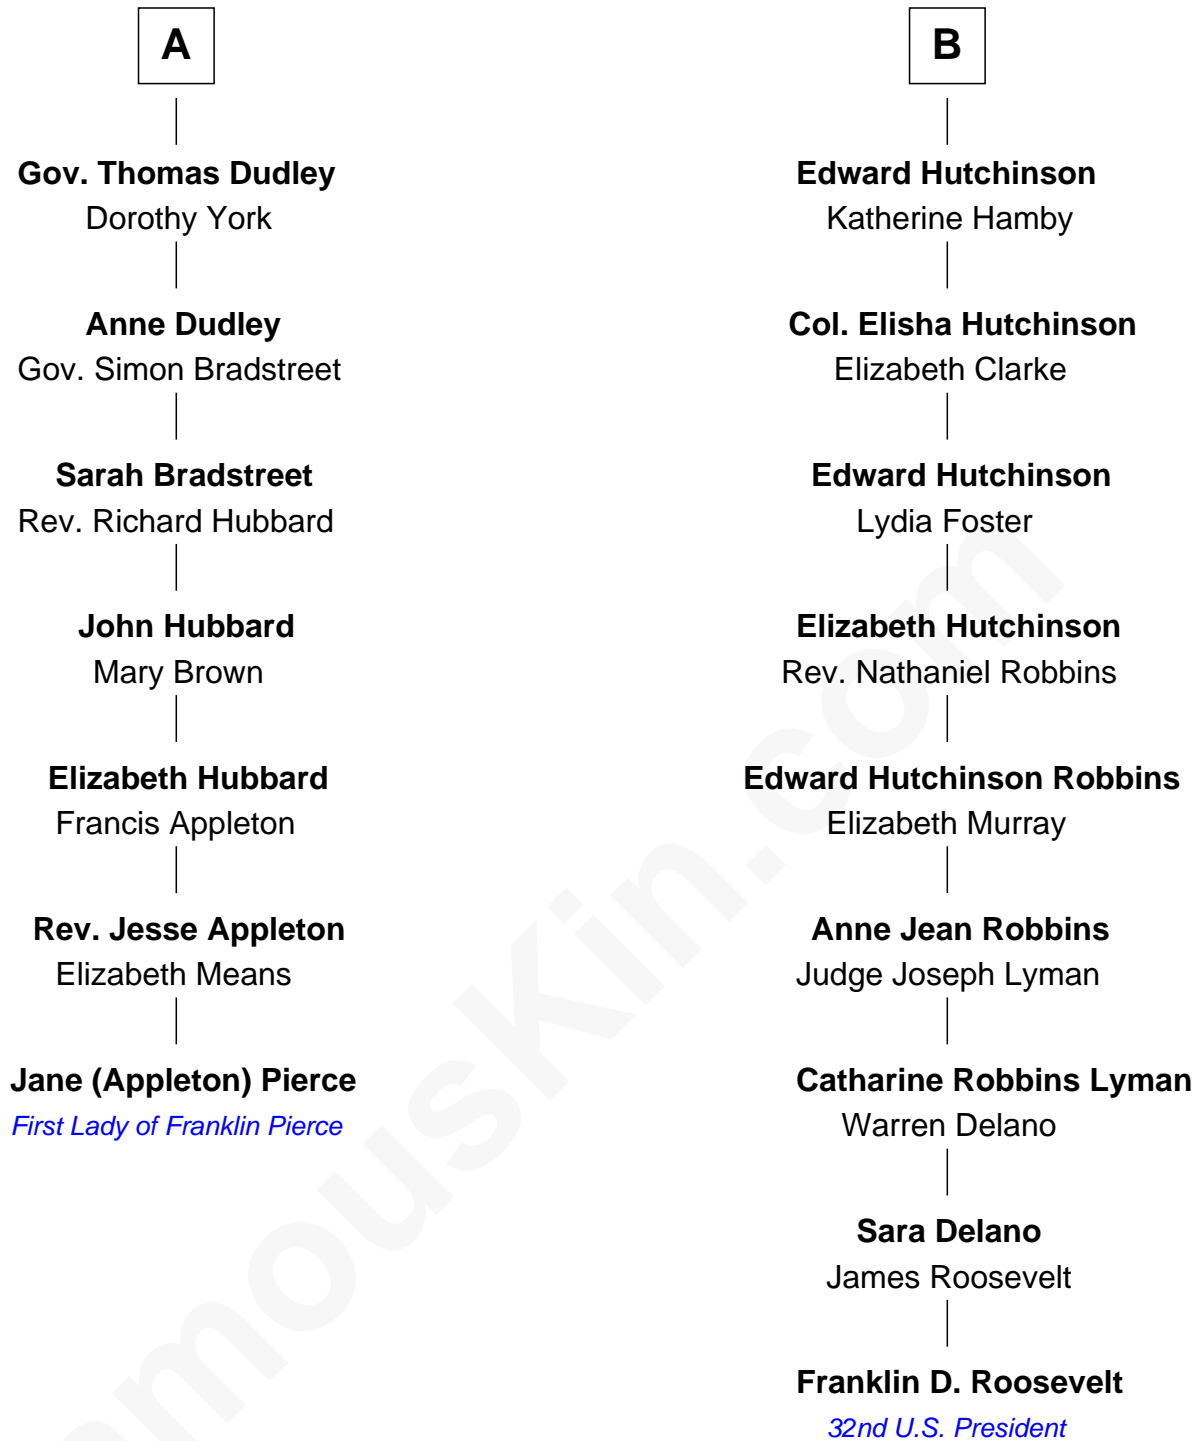 A
Gov. Thomas Dudley
Dorothy York
Anne Dudley
Gov. Simon Bradstreet
Sarah Bradstreet
Rev. Richard Hubbard
John Hubbard
Mary Brown
Elizabeth Hubbard
Francis Appleton
Rev. Jesse Appleton
Elizabeth Means
Jane (Appleton) Pierce
First Lady of Franklin Pierce
B
Edward Hutchinson
Katherine Hamby
Col. Elisha Hutchinson
Elizabeth Clarke
Edward Hutchinson
Lydia Foster
Elizabeth Hutchinson
Rev. Nathaniel Robbins
Edward Hutchinson Robbins
Elizabeth Murray
Anne Jean Robbins
Judge Joseph Lyman
Catharine Robbins Lyman
Warren Delano
Sara Delano
James Roosevelt
Franklin D. Roosevelt
32nd U.S. President
amouskin.com